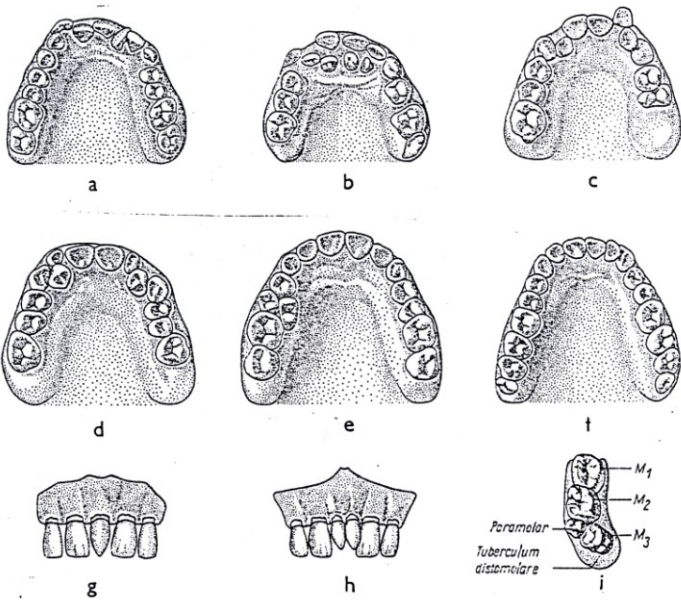 a b c
d e t
M1
M2
Paramolar M3
Tuberculum
distomolare
g h i